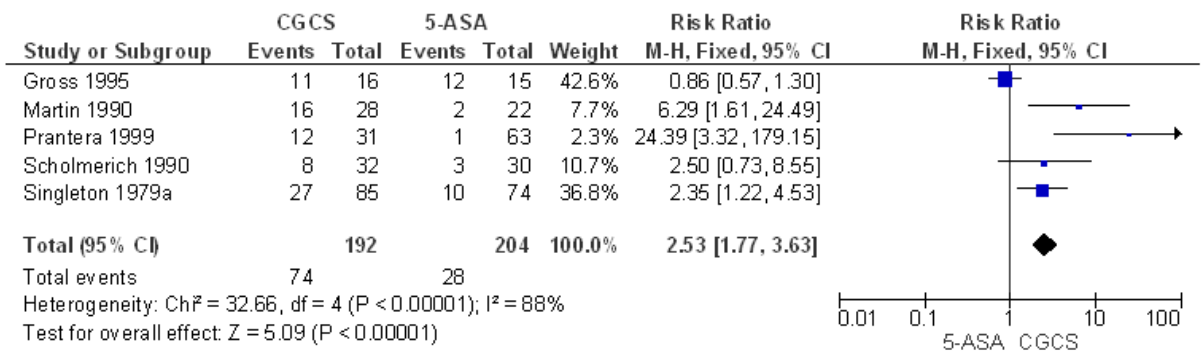 CGCS 5-ASA Risk Ratio Risk Ratio
Study or Subgroup Events Total Events Total Weight M-H, Fixed, 95% CI M-H, Fixed, 95% CI
Gross 1995 11 16 12 15 42.6% 0.86 [0.57, 1.30]
Martin 1990 16 28 2 22 7.7% 6.29 [1.61, 24.49]
Prantera 1999 12 31 1 63 2.3% 24.39 [3.32, 179.15]
Scholmerich 1990 8 32 3 30 10.7% 2.50 [0.73, 8.55]
Singleton 1979a 27 85 10 74 36.8% 2.35 [1.22, 4.53]
Total (95% CI) 192 204 100.0% 2.53 [1.77, 3.63]
Total events 74 28
Heterogeneity: Chi² = 32.66, df = 4 (P < 0.00001); I² = 88%
Test for overall effect: Z = 5.09 (P < 0.00001)
0.01 0.1 1 10 100
5-ASA CGCS